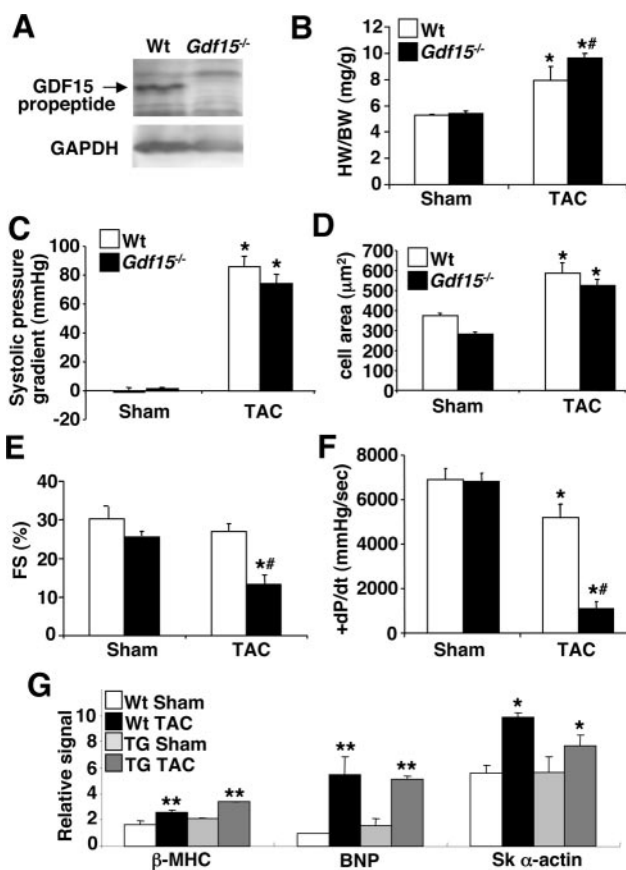 A
Wt Gdf15-/-
GDF15
propeptide
GAPDH
B
Wt
Gdf15-/-
HW/BW (mg/g)
12
10
8
6
4
2
0
*
*#
Sham
TAC
C
Wt
Gdf15-/-
Systolic pressure
gradient (mmHg)
100
80
60
40
20
0
-20
*
*
Sham
TAC
D
Wt
Gdf15-/-
cell area (μm²)
700
600
500
400
300
200
100
0
*
*
Sham
TAC
E
FS (%)
40
30
20
10
0
*#
Sham
TAC
F
+dP/dt (mmHg/sec)
8000
6000
4000
2000
0
*
*#
Sham
TAC
G
Wt Sham
Wt TAC
TG Sham
TG TAC
Relative signal
10
8
6
4
2
0
**
**
**
**
*
*
β-MHC
BNP
Sk α-actin